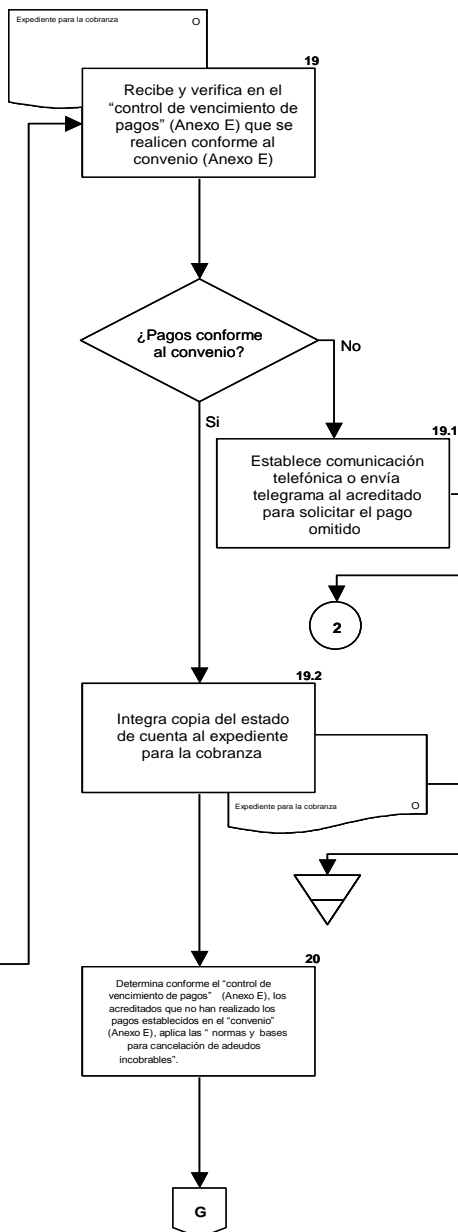 Expediente para la cobranza
O
19
Recibe y verifica en el
“control de vencimiento de
pagos” (Anexo E) que se
realicen conforme al
convenio (Anexo E)
¿Pagos conforme
al convenio?
No
Si
19.1
Establece comunicación
telefónica o envía
telegrama al acreditado
para solicitar el pago
omitido
2
19.2
Integra copia del estado
de cuenta al expediente
para la cobranza
Expediente para la cobranza
O
20
Determina conforme el “control de
vencimiento de pagos” (Anexo E), los
acreditados que no han realizado los
pagos establecidos en el “convenio”
(Anexo E), aplica las “ normas y bases
para cancelación de adeudos
incobrables”.
G